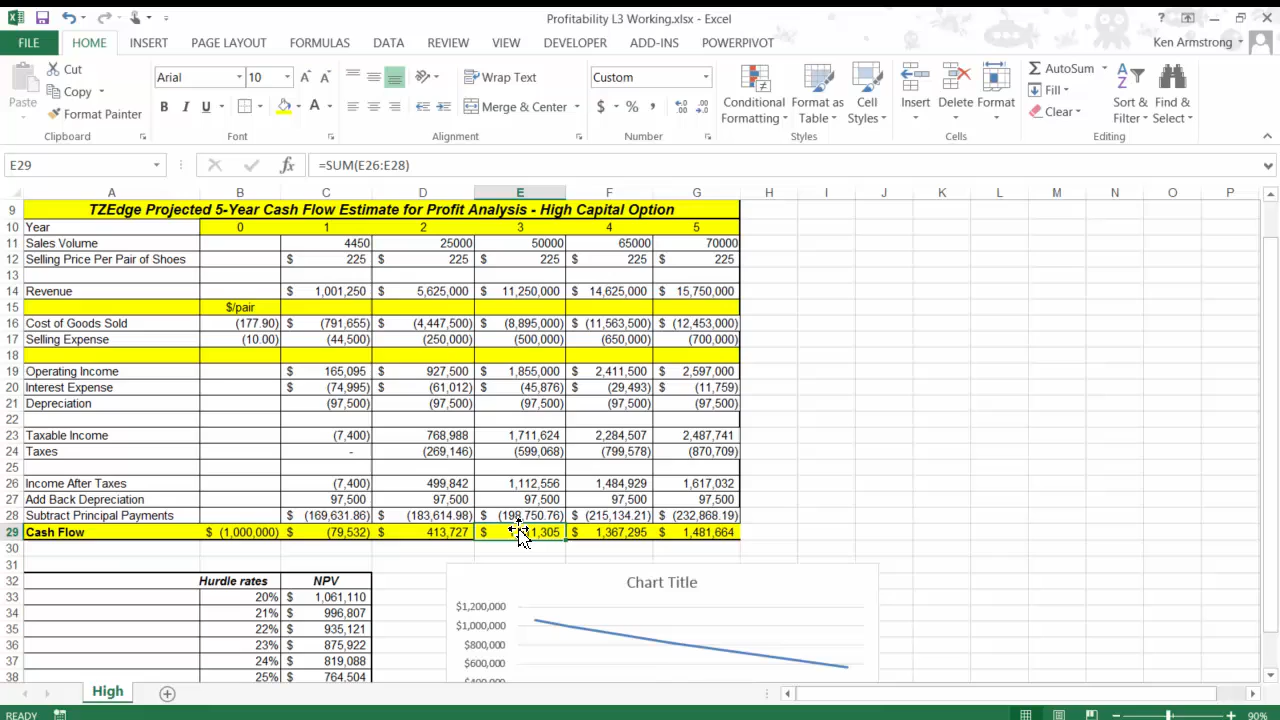 Profitability L3 Working.xlsx - Excel
FILE HOME INSERT PAGE LAYOUT FORMULAS DATA REVIEW VIEW DEVELOPER ADD-INS POWERPIVOT Ken Armstrong
Paste Cut Copy Format Painter
Arial 10
Wrap Text Merge & Center
Custom
$ % ,
Conditional Formatting Format as Table Cell Styles
Insert Delete Format
AutoSum Fill Clear
Sort & Filter Find & Select
Clipboard Font Alignment Number Styles Cells Editing
E29 fx =SUM(E26:E28)
A B C D E F G H I J K L M N O P
9 TZEdge Projected 5-Year Cash Flow Estimate for Profit Analysis - High Capital Option
10 Year 0 1 2 3 4 5
11 Sales Volume 4450 25000 50000 65000 70000
12 Selling Price Per Pair of Shoes $ 225 $ 225 $ 225 $ 225 $ 225
13
14 Revenue $ 1,001,250 $ 5,625,000 $ 11,250,000 $ 14,625,000 $ 15,750,000
15 $/pair
16 Cost of Goods Sold (177.90) $ (791,655) $ (4,447,500) $ (8,895,000) $ (11,563,500) $ (12,453,000)
17 Selling Expense (10.00) $ (44,500) (250,000) (500,000) (650,000) (700,000)
18
19 Operating Income $ 165,095 927,500 $ 1,855,000 $ 2,411,500 $ 2,597,000
20 Interest Expense $ (74,995) $ (61,012) $ (45,876) $ (29,493) $ (11,759)
21 Depreciation (97,500) (97,500) (97,500) (97,500) (97,500)
22
23 Taxable Income (7,400) 768,988 1,711,624 2,284,507 2,487,741
24 Taxes - (269,146) (599,068) (799,578) (870,709)
25
26 Income After Taxes (7,400) 499,842 1,112,556 1,484,929 1,617,032
27 Add Back Depreciation 97,500 97,500 97,500 97,500 97,500
28 Subtract Principal Payments $ (169,631.86) $ (183,614.98) $ (198,750.76) $ (215,134.21) $ (232,868.19)
29 Cash Flow $ (1,000,000) $ (79,532) $ 413,727 $ $ 1,367,295 $ 1,481,664
30
31
32 Hurdle rates NPV
33 20% $ 1,061,110
34 21% $ 996,807
35 22% $ 935,121
36 23% $ 875,922
37 24% $ 819,088
38 25% $ 764,504
Chart Title
$1,200,000
$1,000,000
$800,000
$600,000
High
READY 90%